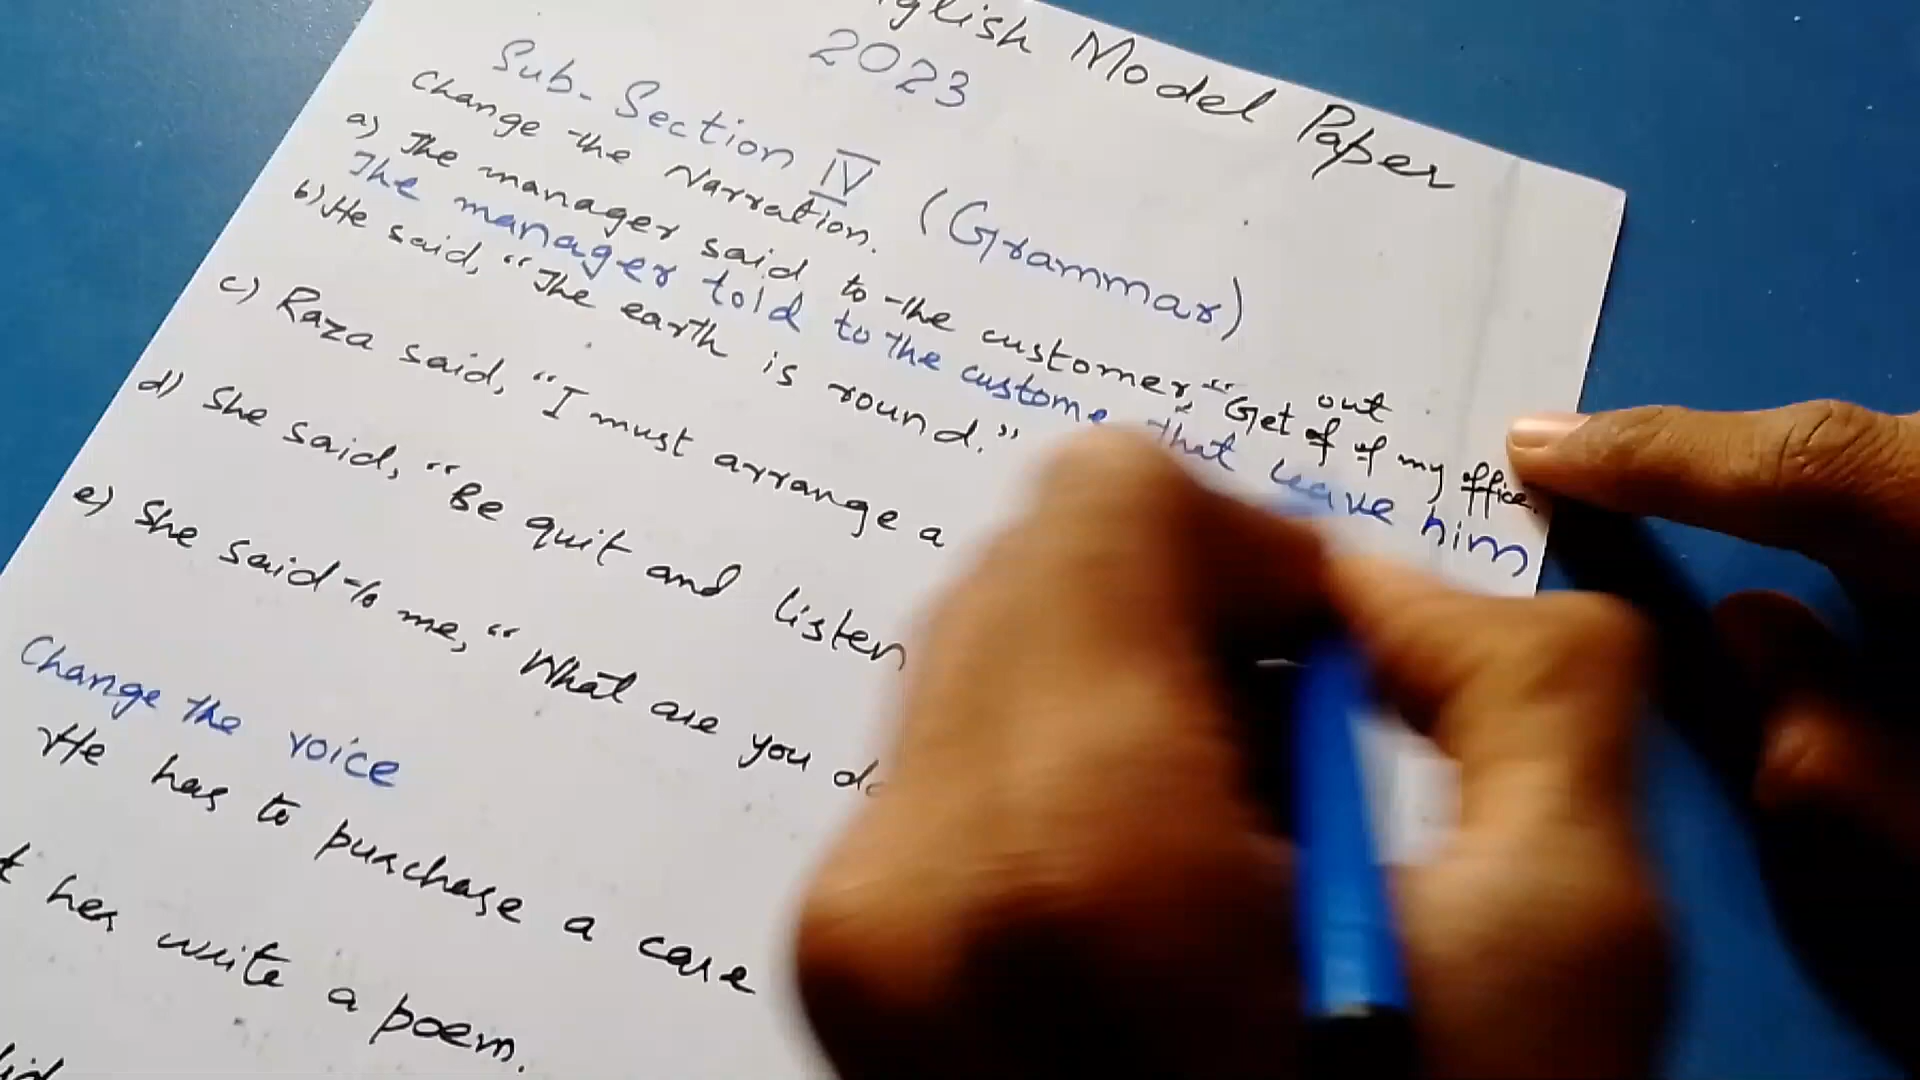 English Model Paper
2023
Sub-Section IV (Grammar)
Change the Narration.
a) The manager said to the customer, "Get out of of my office.
The manager told to the custome that leave him
b) He said, "The earth is round."
c) Raza said, "I must arrange a
d) She said, "Be quit and listen
e) She said to me, "What are you do
Change the voice
He has to purchase a case
her write a poem.